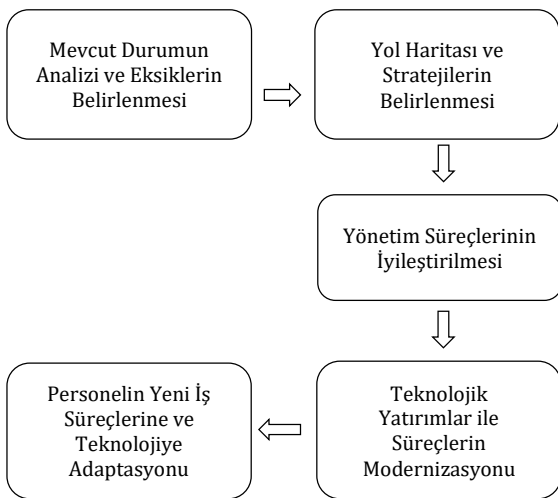 Mevcut Durumun
Analizi ve Eksiklerin
Belirlenmesi
Yol Haritası ve
Stratejilerin
Belirlenmesi
Yönetim Süreçlerinin
İyileştirilmesi
Teknolojik
Yatırımlar ile
Süreçlerin
Modernizasyonu
Personelin Yeni İş
Süreçlerine ve
Teknolojiye
Adaptasyonu